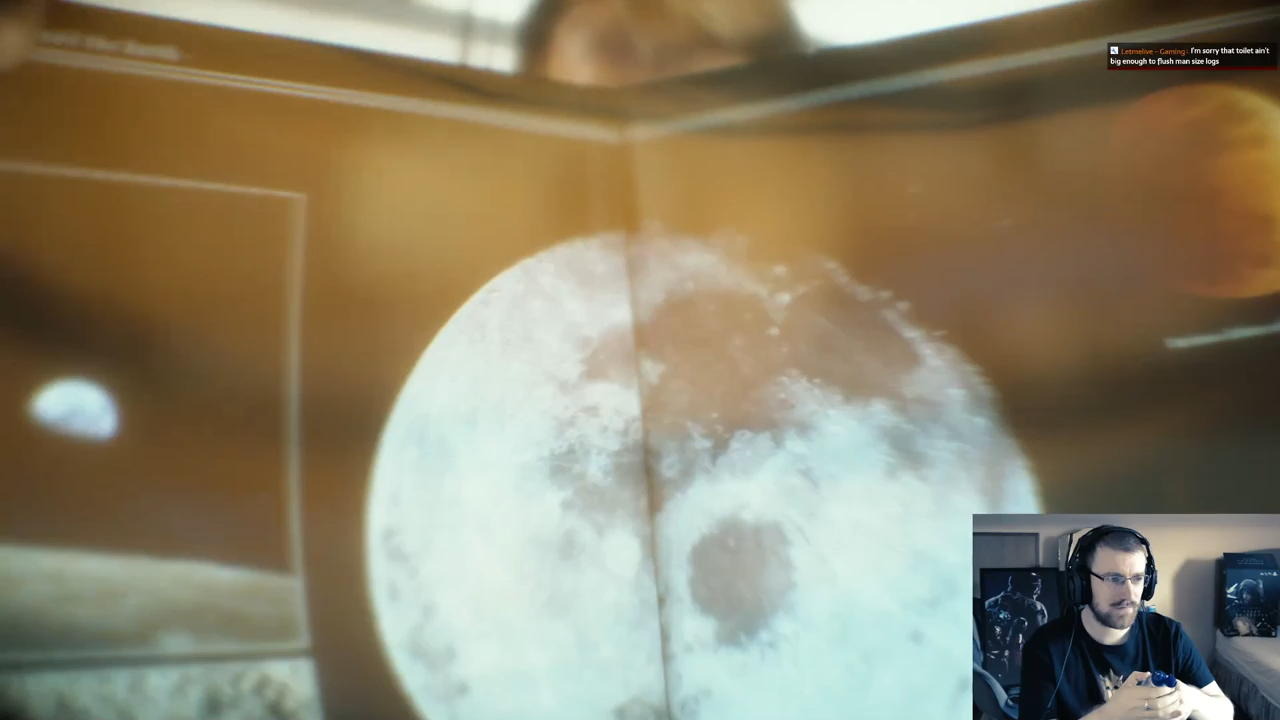 Letmelive - Gaming: I'm sorry that toilet ain't
big enough to flush man size logs